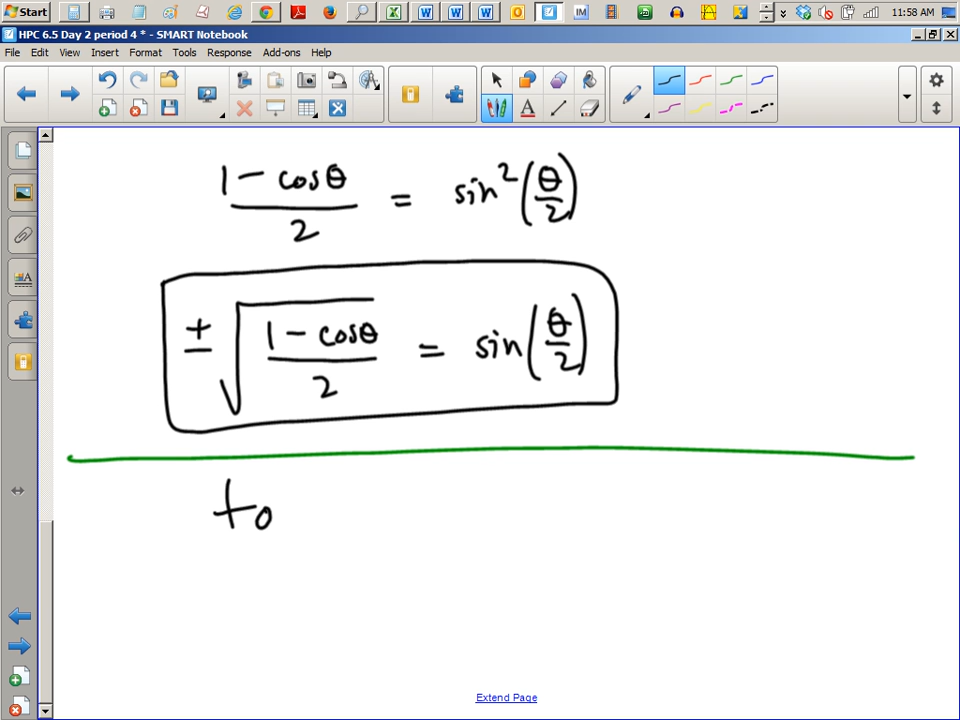 Start
11:58 AM
HPC 6.5 Day 2 period 4 * - SMART Notebook
File Edit View Insert Format Tools Response Add-ons Help
(1 - cosθ)/2 = sin²(θ/2)
± √((1 - cosθ)/2) = sin(θ/2)
to
Extend Page